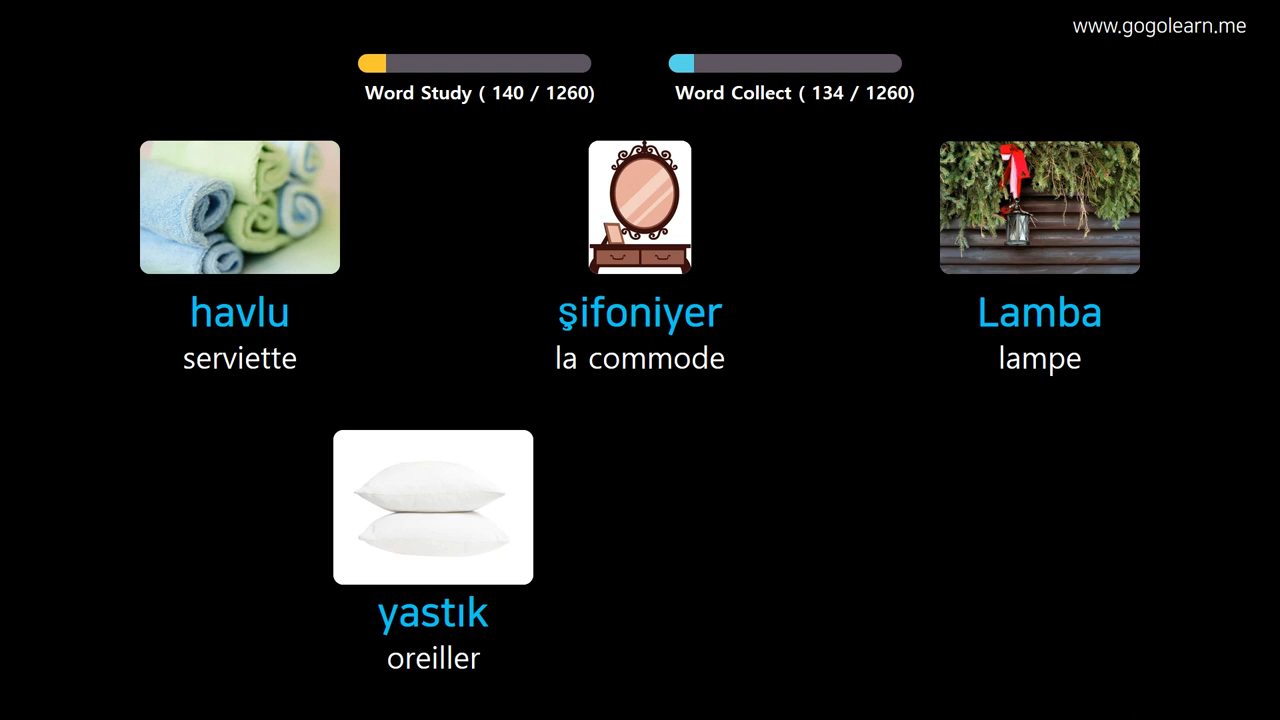 www.gogolearn.me
Word Study ( 140 / 1260)
Word Collect ( 134 / 1260)
havlu
serviette
şifoniyer
la commode
Lamba
lampe
yastık
oreiller